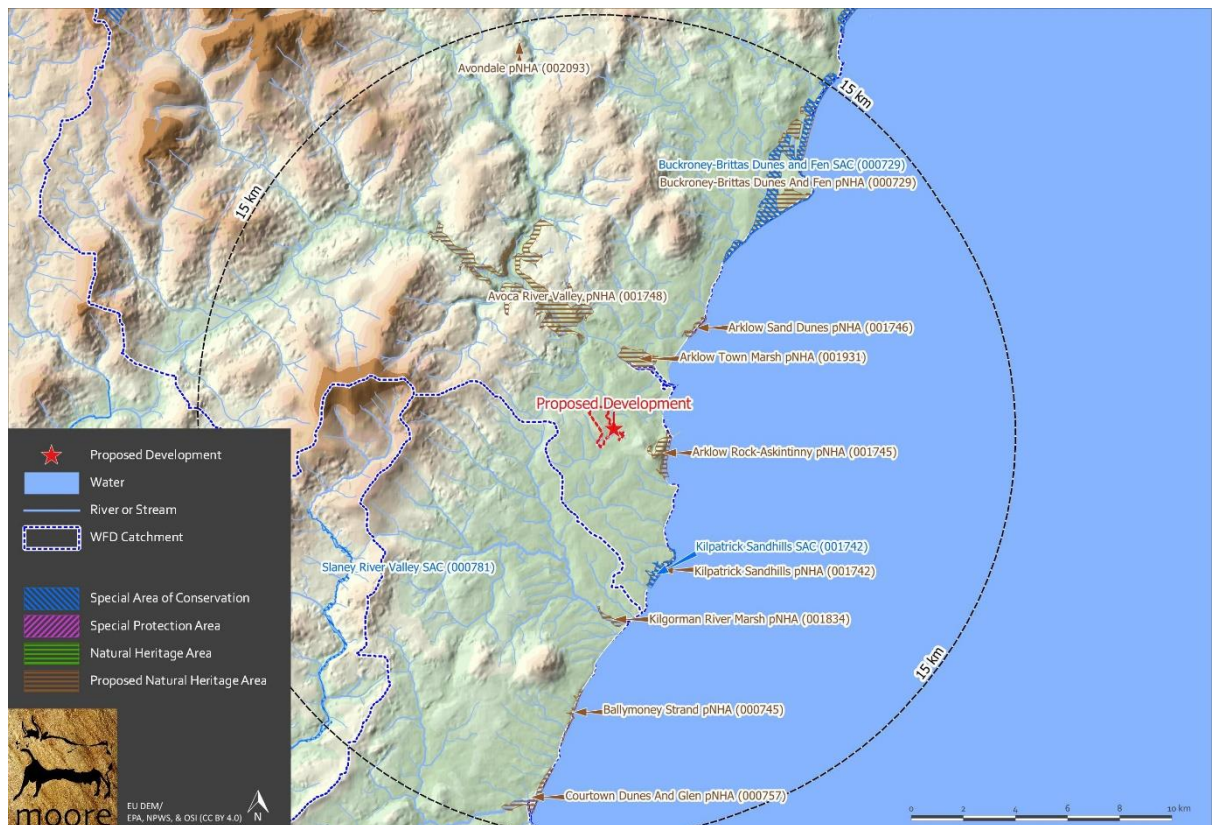 Avondale pNHA (002093)
15 km
Buckroney-Brittas Dunes and Fen SAC (000729)
Buckroney-Brittas Dunes And Fen pNHA (000729)
15 km
Avoca River Valley pNHA (001748)
Arklow Sand Dunes pNHA (001746)
Arklow Town Marsh pNHA (001931)
Proposed Development
Arklow Rock-Askintinny pNHA (001745)
Kilpatrick Sandhills SAC (001742)
Slaney River Valley SAC (000781)
Kilpatrick Sandhills pNHA (001742)
Kilgorman River Marsh pNHA (001834)
15 km
Ballymoney Strand pNHA (000745)
Courtown Dunes And Glen pNHA (000757)
Proposed Development
Water
River or Stream
WFD Catchment
Special Area of Conservation
Special Protection Area
Natural Heritage Area
Proposed Natural Heritage Area
moore
EU DEM/
EPA, NPWS, & OSI (CC BY 4.0)
N
0 2 4 6 8 10 km